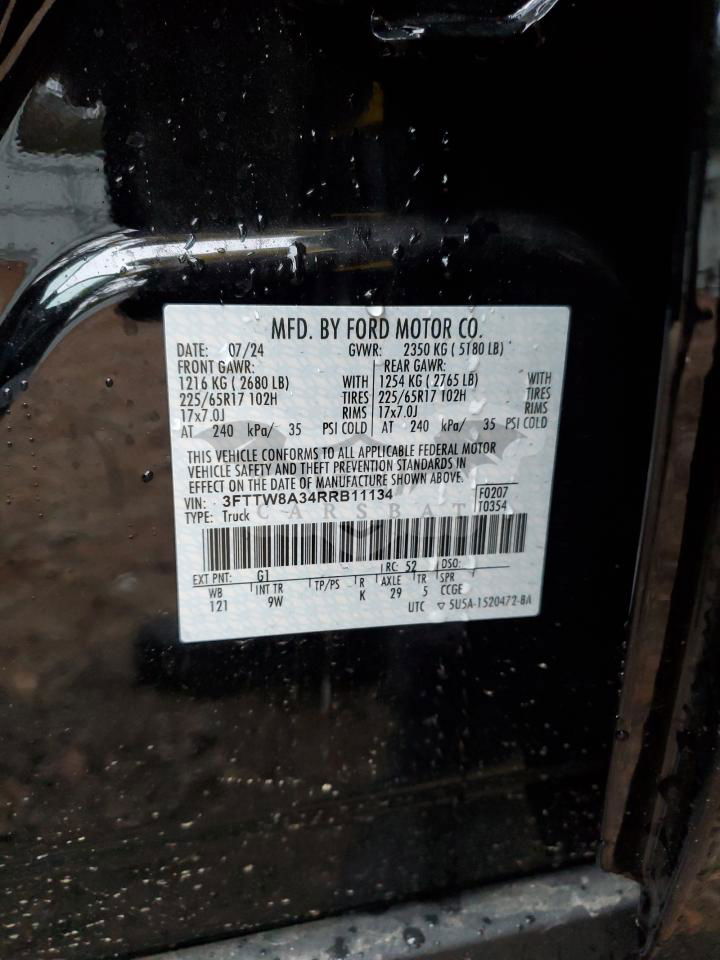 MFD. BY FORD MOTOR CO.
DATE: 07/24 GVWR: 2350 KG ( 5180 LB)
FRONT GAWR: REAR GAWR:
1216 KG ( 2680 LB) WITH 1254 KG ( 2765 LB) WITH
225/65R17 102H TIRES 225/65R17 102H TIRES
17x7.0J RIMS 17x7.0J RIMS
AT 240 kPa/ 35 PSI COLD AT 240 kPa/ 35 PSI COLD
THIS VEHICLE CONFORMS TO ALL APPLICABLE FEDERAL MOTOR
VEHICLE SAFETY AND THEFT PREVENTION STANDARDS IN
EFFECT ON THE DATE OF MANUFACTURE SHOWN ABOVE.
VIN: 3FTTW8A34RRB11134 F0207
TYPE: Truck T0354
CARSBAT
EXT PNT: G1 RC: 52 DSO:
WB INT TR TP/PS R AXLE TR SPR
121 9W K 29 5 CCGE
UTC ▽ 5U5A-1520472-BA